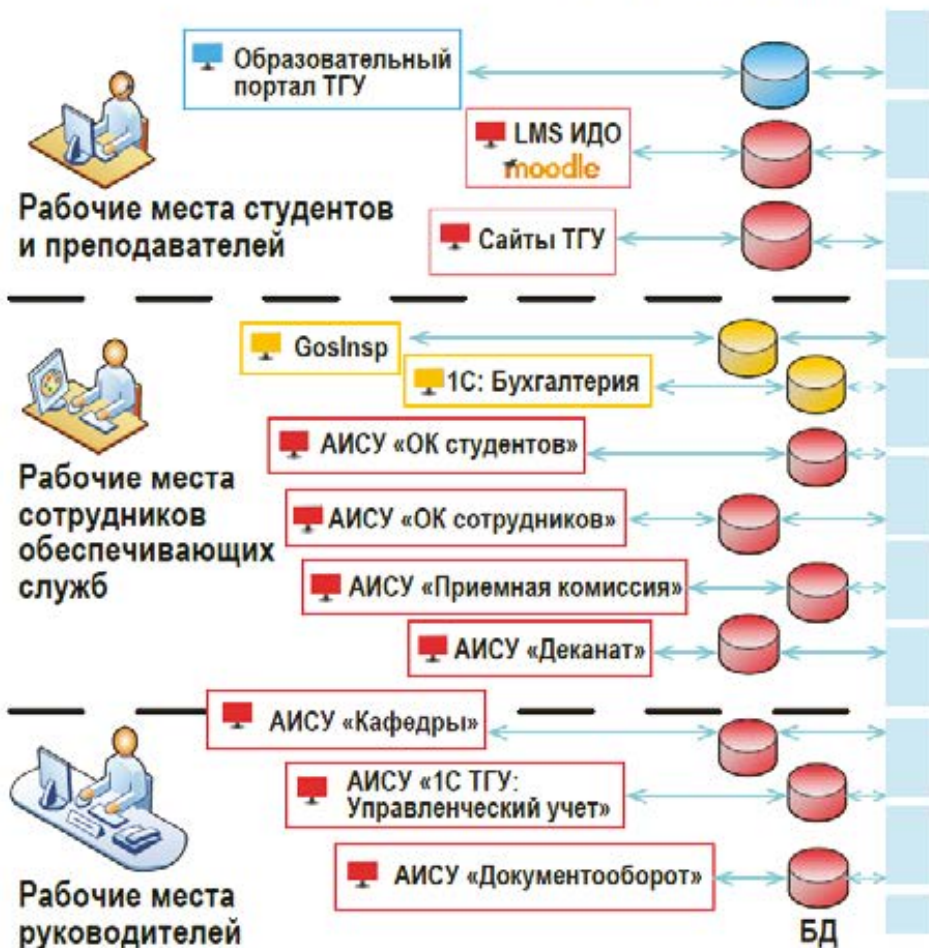 Образовательный
портал ТГУ
LMS ИДО
moodle
Рабочие места студентов
и преподавателей
Сайты ТГУ
GosInsp
1С: Бухгалтерия
АИСУ «ОК студентов»
Рабочие места
сотрудников
обеспечивающих
служб
АИСУ «ОК сотрудников»
АИСУ «Приемная комиссия»
АИСУ «Деканат»
АИСУ «Кафедры»
АИСУ «1С ТГУ:
Управленческий учет»
АИСУ «Документооборот»
Рабочие места
руководителей
БД